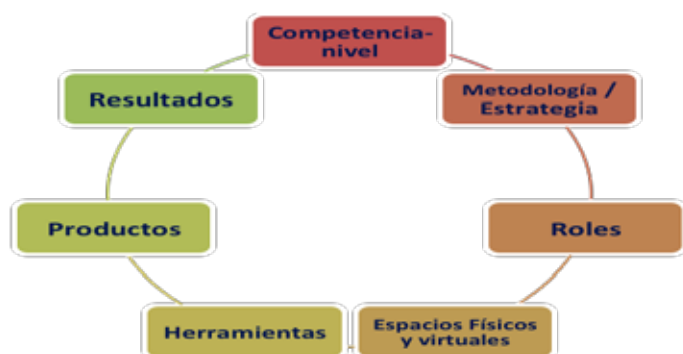 Competencia-
nivel
Metodología /
Estrategia
Roles
Espacios Físicos
y virtuales
Herramientas
Productos
Resultados